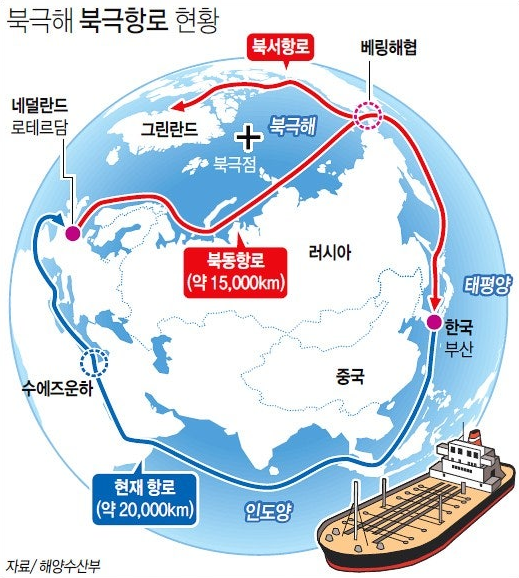 북극해 북극항로 현황
북서항로
베링해협
네덜란드
로테르담
그린란드
북극해
북극점
북동항로
(약 15,000km)
러시아
태평양
한국
부산
중국
수에즈운하
현재 항로
(약 20,000km)
인도양
자료/해양수산부